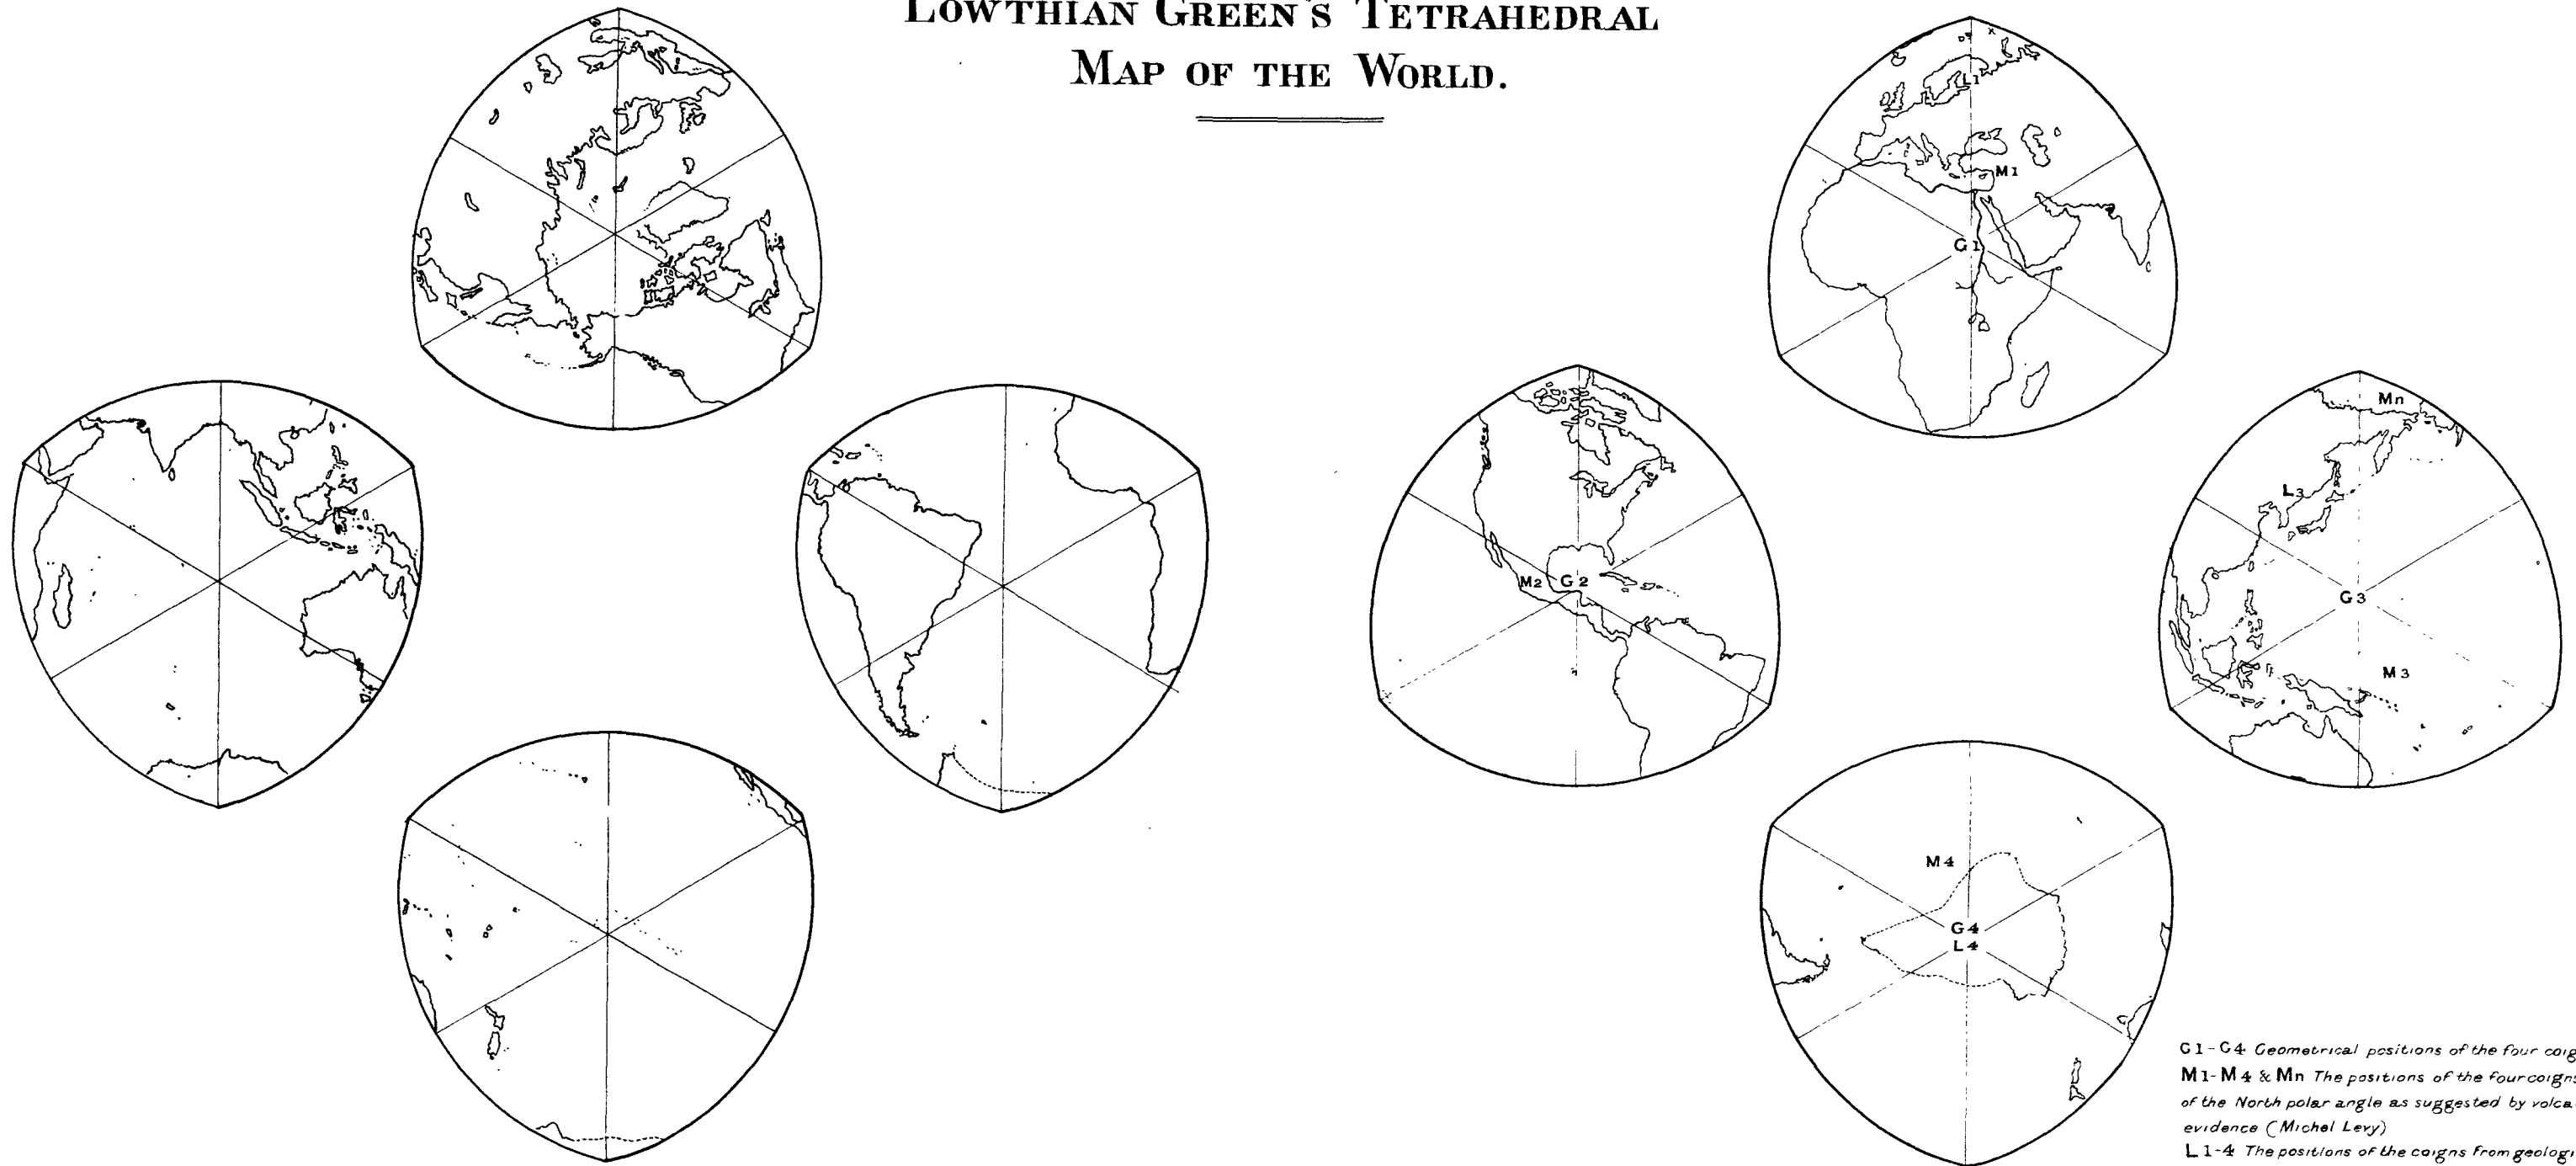 LOWTHIAN GREEN'S TETRAHEDRAL
MAP OF THE WORLD.
L1
M1
G1
M2 G2
Mn
L3
G3
M3
M4
G4
L4
G1-G4 Geometrical positions of the four
M1-M4 & Mn The positions of the four coigns
of the North polar angle as suggested by
evidence (Michel Levy)
L1-4 The positions of the coigns from